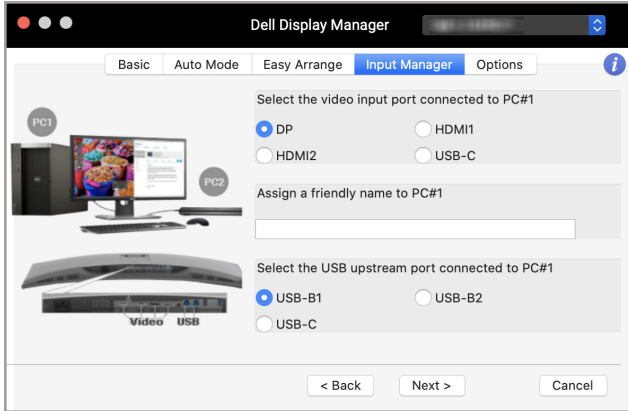 Dell Display Manager
Basic Auto Mode Easy Arrange Input Manager Options i
Select the video input port connected to PC#1
PC1
DP HDMI1
HDMI2 USB-C
PC2
Assign a friendly name to PC#1
Select the USB upstream port connected to PC#1
USB-B1 USB-B2
USB-C
Video USB
< Back Next > Cancel